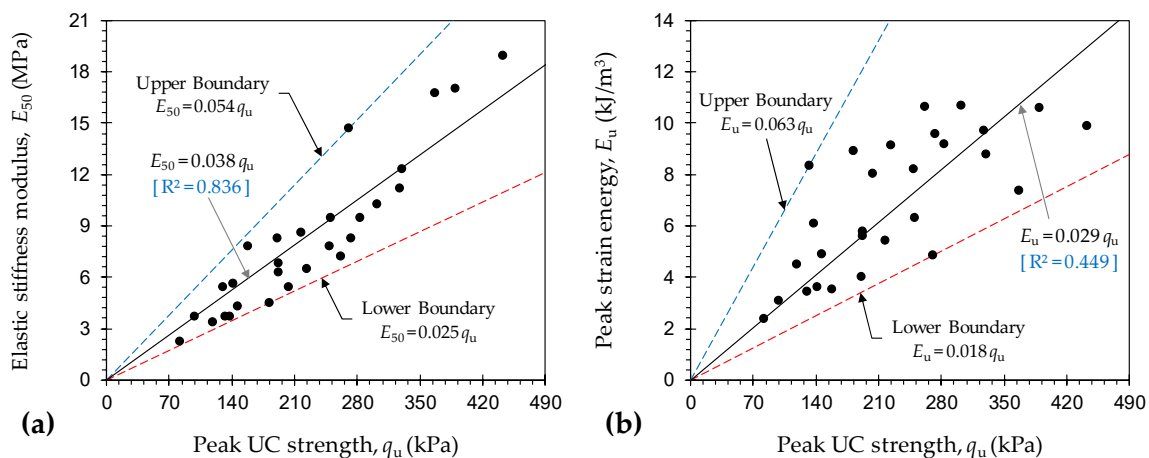 Elastic stiffness modulus, E50 (MPa)
21
18
15
12
9
6
3
0
Upper Boundary
E50=0.054 qu
E50=0.038
qu
[ R²= 0.836]
Lower Boundary
E50=0.025 qu
0 70 140 210 280 350 420 490
Peak UC strength, qu (kPa)
(a)
Peak strain energy, Eu (kJ/m³)
14
12
10
8
6
4
2
0
Upper Boundary
Eu=0.063 qu
Eu=0.029 qu
[R²=0.449]
Lower Boundary
Eu=0.018 qu
0 70 140 210 280 350 420 490
Peak UC strength, qu (kPa)
(b)